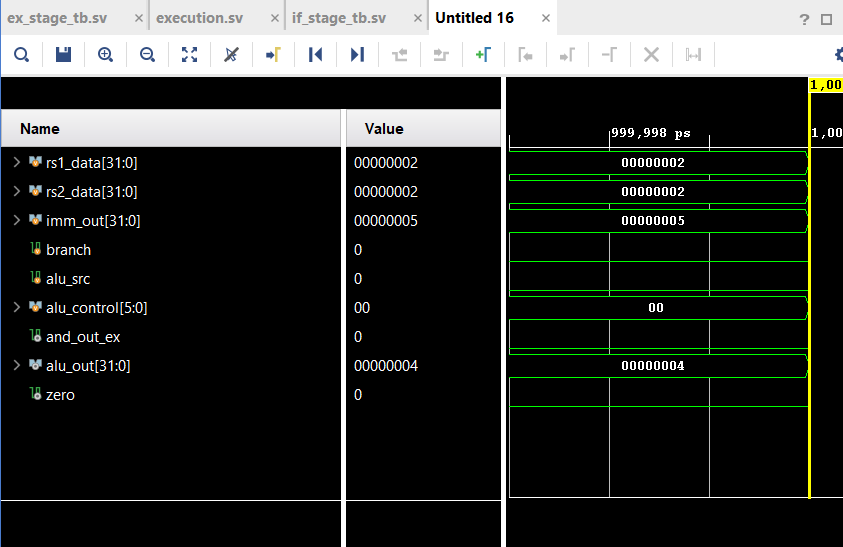 ex_stage_tb.sv × execution.sv × if_stage_tb.sv × Untitled 16 × ?
1,00
Name Value 999,998 ps 1,00
rs1_data[31:0] 00000002 00000002
rs2_data[31:0] 00000002 00000002
imm_out[31:0] 00000005 00000005
branch 0
alu_src 0
alu_control[5:0] 00 00
and_out_ex 0
alu_out[31:0] 00000004 00000004
zero 0